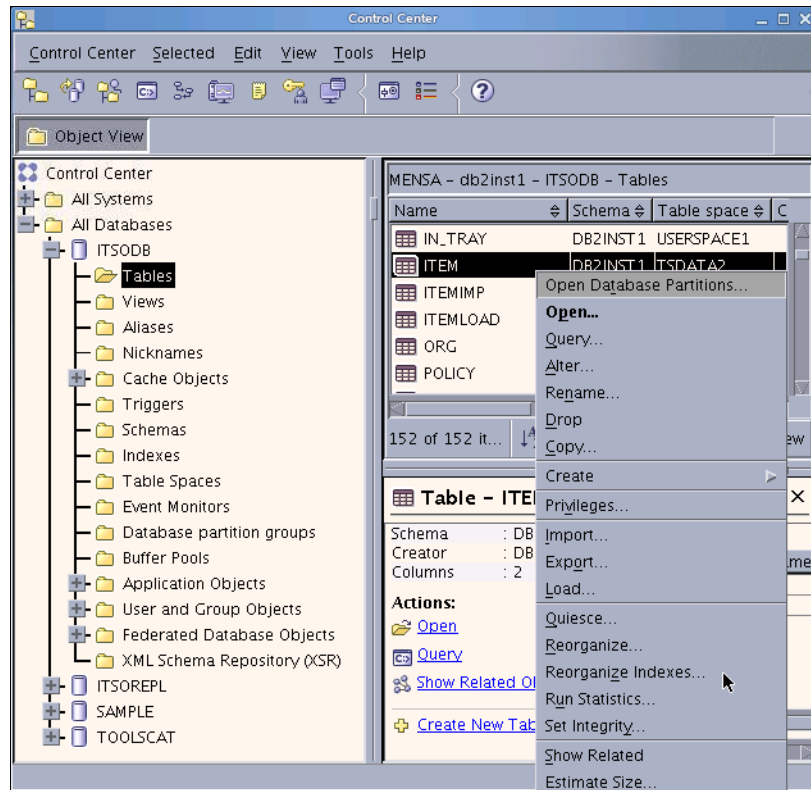 Control Center
Control Center Selected Edit View Tools Help
Object View
Control Center
All Systems
All Databases
ITSODB
Tables
Views
Aliases
Nicknames
Cache Objects
Triggers
Schemas
Indexes
Table Spaces
Event Monitors
Database partition groups
Buffer Pools
Application Objects
User and Group Objects
Federated Database Objects
XML Schema Repository (XSR)
ITSOREPL
SAMPLE
TOOLSCAT
MENSA - db2inst1 - ITSODB - Tables
Name Schema Table space C
IN_TRAY DB2INST1 USERSPACE1
ITEM DB2INST1 TSDATA2
ITEMIMP
ITEMLOAD
ORG
POLICY
152 of 152 it... ew
Table - ITE
Schema : DB
Creator : DB
Columns : 2
me
Actions:
Open
Query
Show Related Ol
Create New Tab
Open Database Partitions...
Open...
Query...
Alter...
Rename...
Drop
Copy...
Create
Privileges...
Import...
Export...
Load...
Quiesce...
Reorganize...
Reorganize Indexes...
Run Statistics...
Set Integrity...
Show Related
Estimate Size...